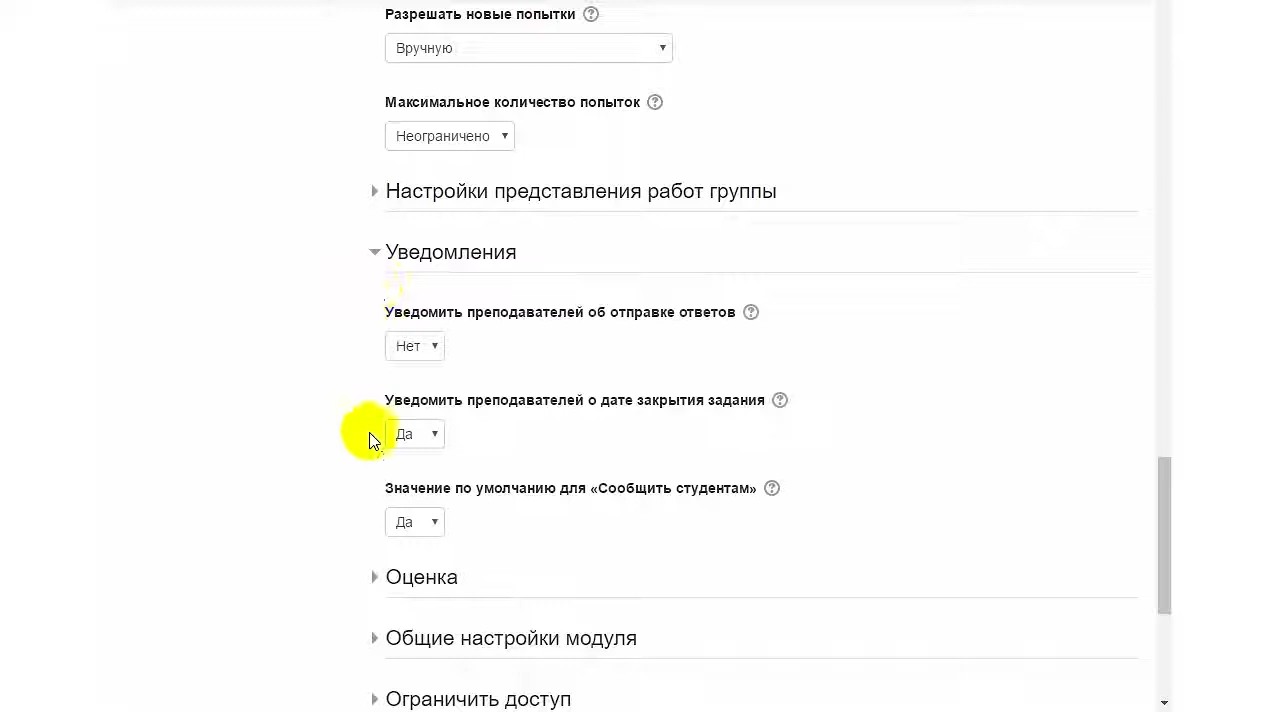 Разрешать новые попытки
Вручную
Максимальное количество попыток
Неограничено
Настройки представления работ группы
Уведомления
Уведомить преподавателей об отправке ответов
Нет
Уведомить преподавателей о дате закрытия задания
Да
Значение по умолчанию для «Сообщить студентам»
Да
Оценка
Общие настройки модуля
Ограничить доступ